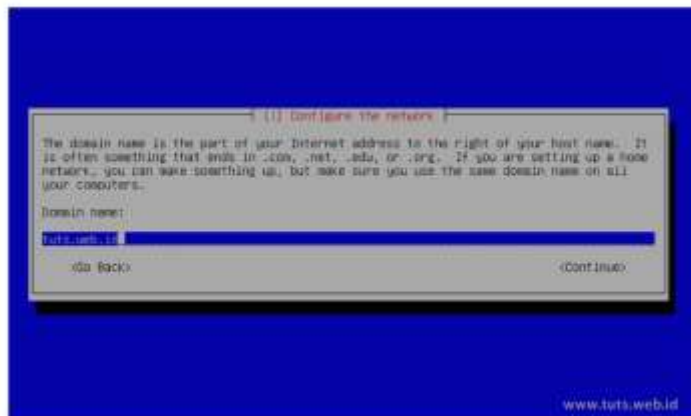 [!] Configure the network
The domain name is the part of your Internet address to the right of your host name. It
is often something that ends in .com, .net, .edu, or .org. If you are setting up a home
network, you can make something up, but make sure you use the same domain name on all
your computers.
Domain name:
tuts.web.id
<Go Back> <Continue>
www.tuts.web.id